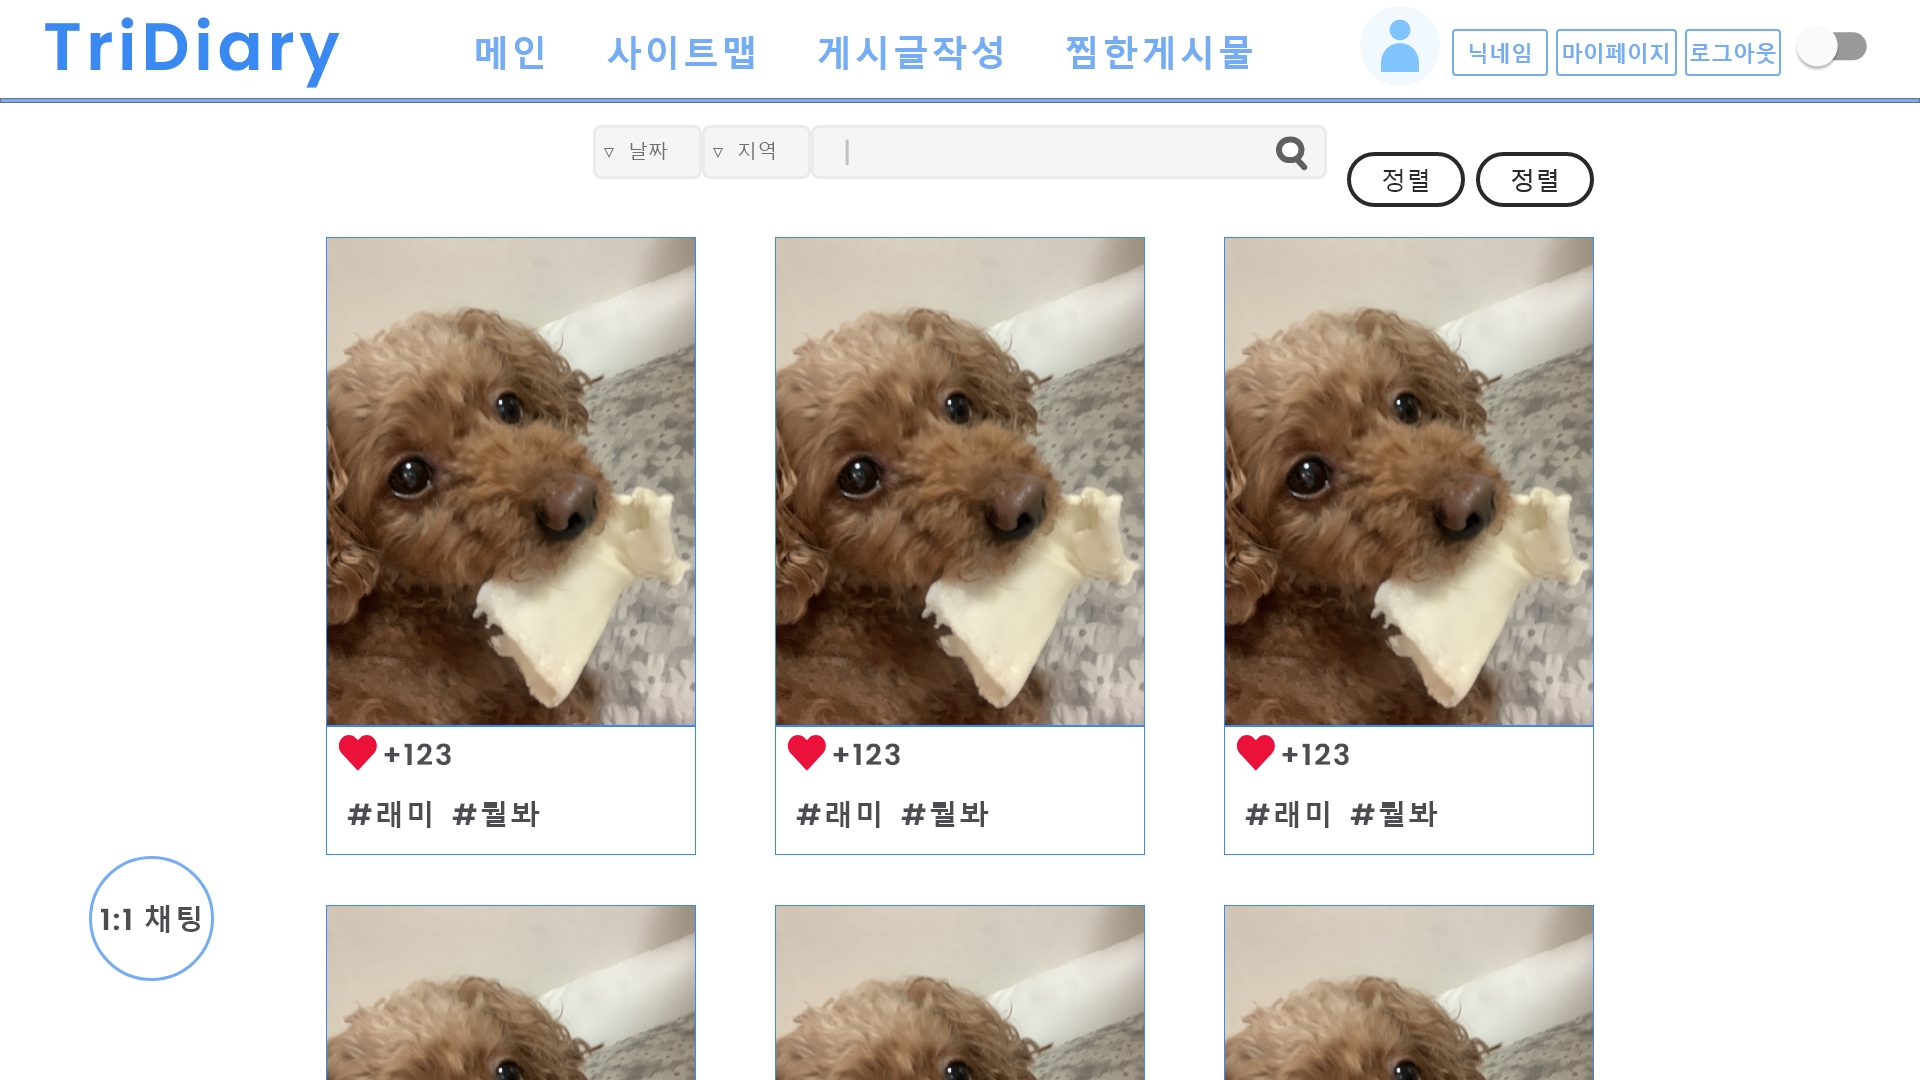 TriDiary
메인 사이트맵 게시글작성 찜한게시물
닉네임 마이페이지 로그아웃
▽ 날짜 ▽ 지역
정렬 정렬
+123 +123 +123
#래미 #뭘봐 #래미 #뭘봐 #래미 #뭘봐
1:1 채팅